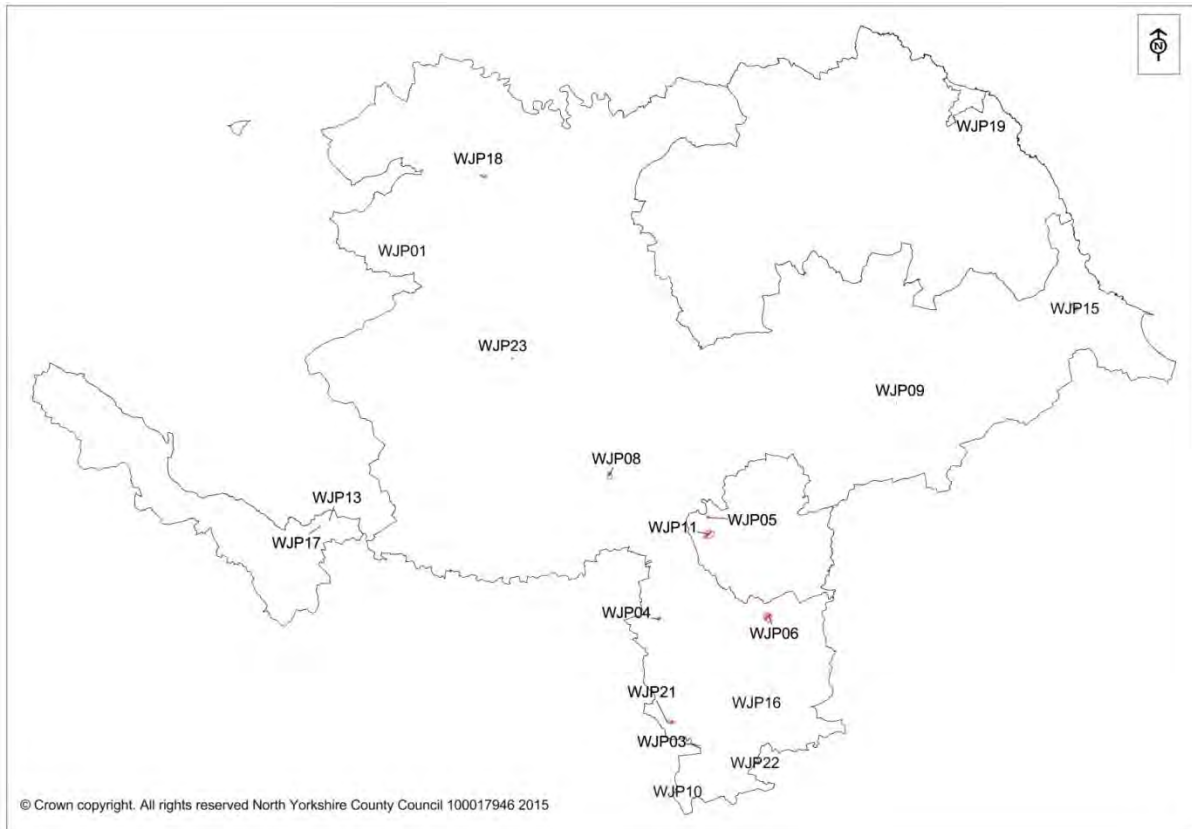 N
WJP19
WJP18
WJP01
WJP15
WJP23
WJP09
WJP08
WJP13
WJP05
WJP11
WJP17
WJP04
WJP06
WJP21
WJP16
WJP03
WJP22
WJP10
© Crown copyright. All rights reserved North Yorkshire County Council 100017946 2015